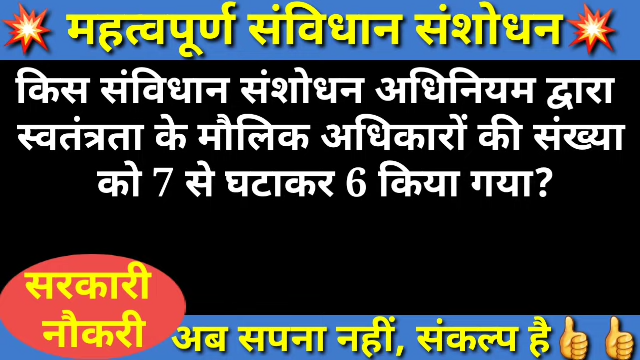 💥 महत्वपूर्ण संविधान संशोधन 💥
किस संविधान संशोधन अधिनियम द्वारा
स्वतंत्रता के मौलिक अधिकारों की संख्या
को 7 से घटाकर 6 किया गया?
सरकारी
नौकरी
अब सपना नहीं, संकल्प है👍👍